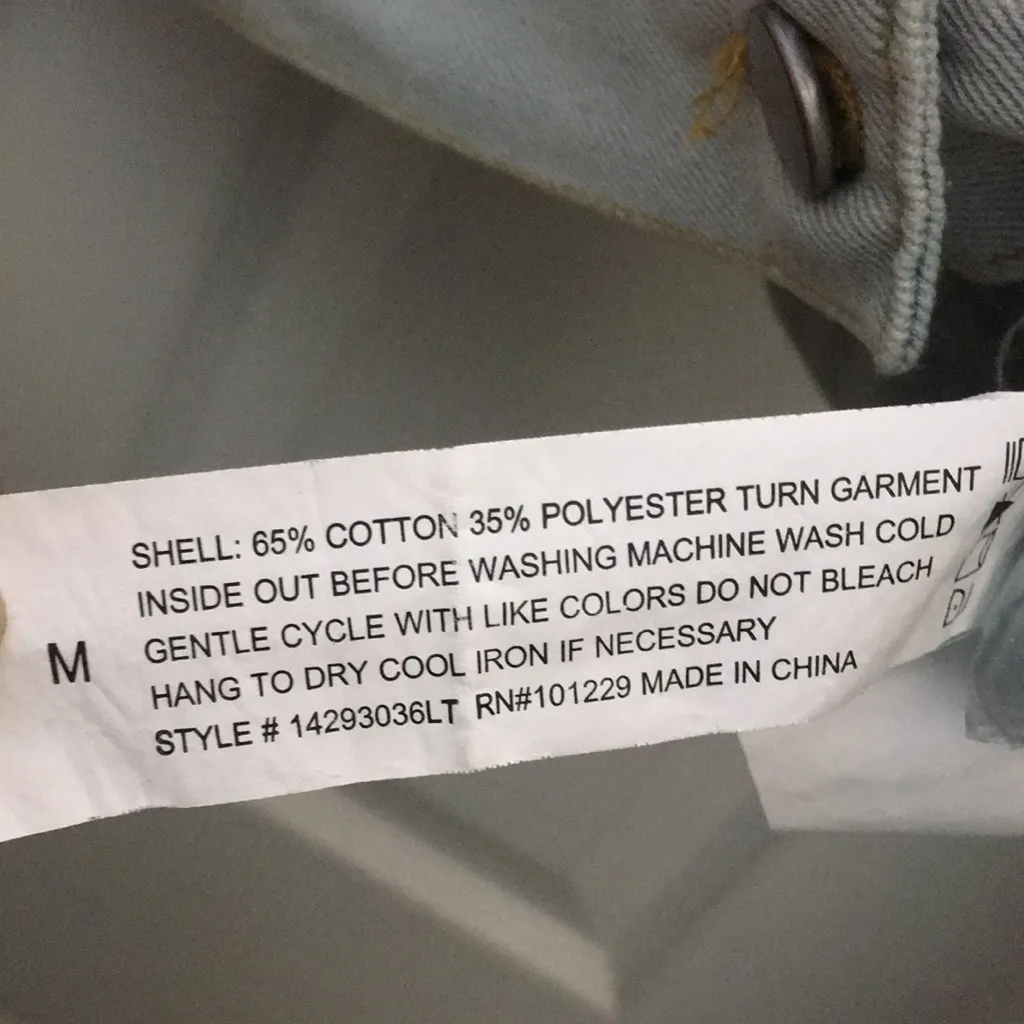 SHELL: 65% COTTON 35% POLYESTER TURN GARMENT
INSIDE OUT BEFORE WASHING MACHINE WASH COLD
GENTLE CYCLE WITH LIKE COLORS DO NOT BLEACH
M
HANG TO DRY COOL IRON IF NECESSARY
STYLE # 14293036LT RN#101229 MADE IN CHINA